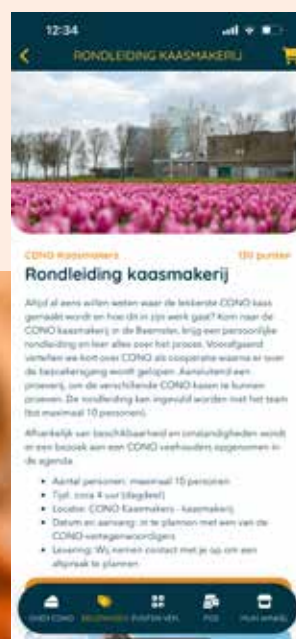 12:34
RONDLEIDING KAASMAKERIJ
CONO Kaasmakers 130 punten
Rondleiding kaasmakerij
Altijd al eens willen weten waar de lekkerste CONO kaas
gemaakt wordt en hoe dit in zijn werk gaat? Kom naar de
CONO kaasmakerij in de Beemster, krijg een persoonlijke
rondleiding en leer alles over het proces. Voorafgaand
vertellen we kort over CONO als coöperatie waarna er over
de bezoekersgang wordt gelopen. Aansluitend een
proeverij, om de verschillende CONO kazen te kunnen
proeven. De rondleiding kan ingevuld worden met het team
(tot maximaal 10 personen).
Afhankelijk van beschikbaarheid en omstandigheden wordt
er een bezoek aan een CONO veehouders opgenomen in
de agenda.
Aantal personen: maximaal 10 personen
Tijd: circa 4 uur (dagdeel)
Locatie: CONO Kaasmakers - kaasmakerij
Datum en aanvang: in te plannen met een van de
CONO-vertegenwoordigers
Levering: Wij nemen contact met je op om een
afspraak te plannen
OVER CONO BELONINGEN PUNTEN VERZ. POS MIJN WINKEL